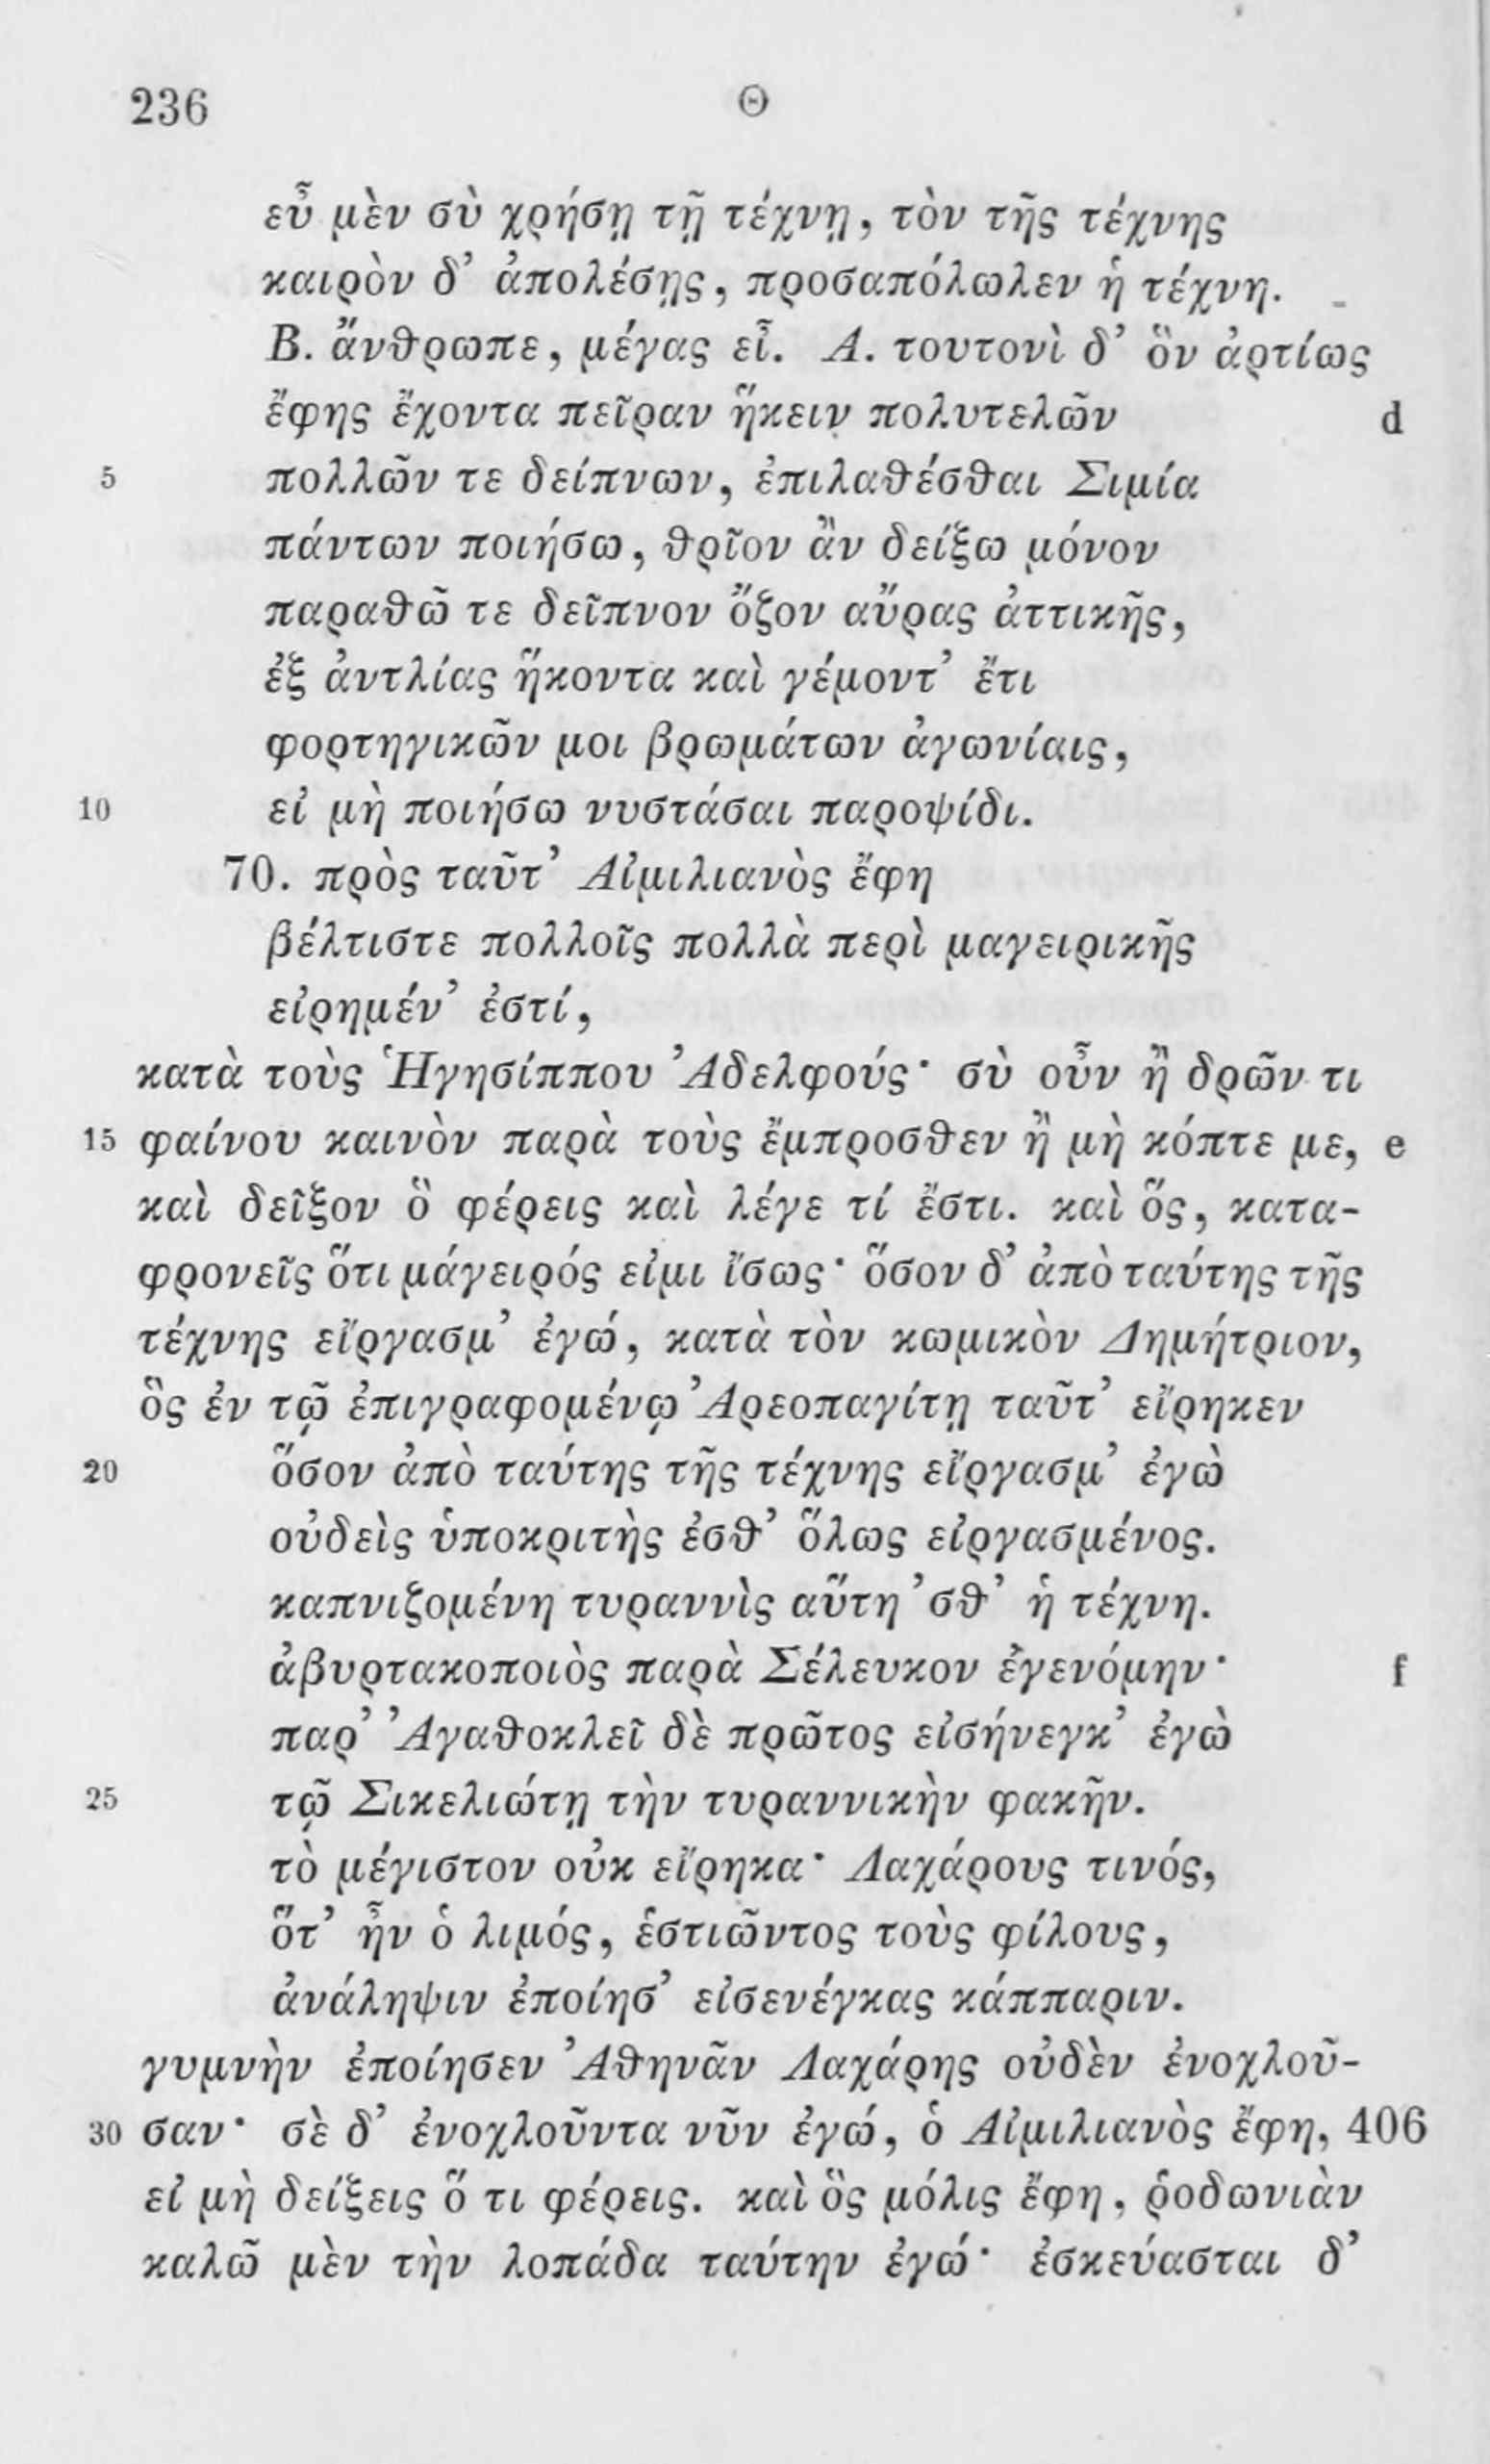 236 Θ
εὖ μὲν σὺ χρήσῃ τῇ τέχνῃ, τὸν τῆς τέχνης
καιρὸν δ’ ἀπολέσῃς, προσαπόλωλεν ἡ τέχνη.
Β. ἄνθρωπε, μέγας εἶ. Α. τουτονὶ δ’ ὃν ἀρτίως
ἔφης ἔχοντα πεῖραν ἥκειν πολυτελῶν d
5 πολλῶν τε δείπνων, ἐπιλαθέσθαι Σιμία
πάντων ποιήσω, θρῖον ἂν δείξω μόνον
παραθῶ τε δεῖπνον ὄζον αὔρας ἀττικῆς,
ἐξ ἀντλίας ἥκοντα καὶ γέμοντ’ ἔτι
φορτηγικῶν μοι βρωμάτων ἀγωνίαις,
10 εἰ μὴ ποιήσω νυστάσαι παροψίδι.
70. πρὸς ταῦτ’ Αἰμιλιανὸς ἔφη
βέλτιστε πολλοῖς πολλὰ περὶ μαγειρικῆς
εἰρημέν’ ἐστί,
κατὰ τοὺς Ἡγησίππου Ἀδελφούς· σὺ οὖν ἢ δρῶν τι
15 φαίνου καινὸν παρὰ τοὺς ἔμπροσθεν ἢ μὴ κόπτε με, e
καὶ δεῖξον ὃ φέρεις καὶ λέγε τί ἔστι. καὶ ὅς, κατα-
φρονεῖς ὅτι μάγειρός εἰμι ἴσως· ὅσον δ’ ἀπὸ ταύτης τῆς
τέχνης εἴργασμ’ ἐγώ, κατὰ τὸν κωμικὸν Δημήτριον,
ὃς ἐν τῷ ἐπιγραφομένῳ Ἀρεοπαγίτῃ ταῦτ’ εἴρηκεν
20 ὅσον ἀπὸ ταύτης τῆς τέχνης εἴργασμ’ ἐγὼ
οὐδεὶς ὑποκριτὴς ἐσθ’ ὅλως εἰργασμένος.
καπνιζομένη τυραννὶς αὕτη ’σθ’ ἡ τέχνη.
ἀβυρτακοποιὸς παρὰ Σέλευκον ἐγενόμην· f
παρ’ Ἀγαθοκλεῖ δὲ πρῶτος εἰσήνεγκ’ ἐγὼ
25 τῷ Σικελιώτῃ τὴν τυραννικὴν φακῆν.
τὸ μέγιστον οὐκ εἴρηκα· Λαχάρους τινός,
ὅτ’ ἦν ὁ λιμός, ἑστιῶντος τοὺς φίλους,
ἀνάληψιν ἐποίησ’ εἰσενέγκας κάππαριν.
γυμνὴν ἐποίησεν Ἀθηνᾶν Λαχάρης οὐδὲν ἐνοχλοῦ-
30 σαν· σὲ δ’ ἐνοχλοῦντα νῦν ἐγώ, ὁ Αἰμιλιανὸς ἔφη, 406
εἰ μὴ δείξεις ὅ τι φέρεις. καὶ ὃς μόλις ἔφη, ῥοδωνιὰν
καλῶ μὲν τὴν λοπάδα ταύτην ἐγώ· ἐσκεύασται δ’